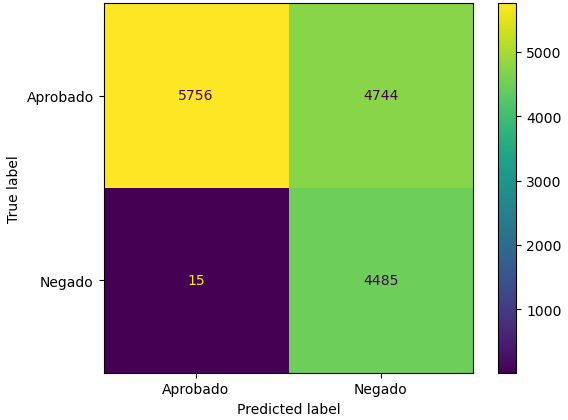 Aprobado
Negado
True label
5756
4744
15
4485
Aprobado
Negado
Predicted label
5000
4000
3000
2000
1000